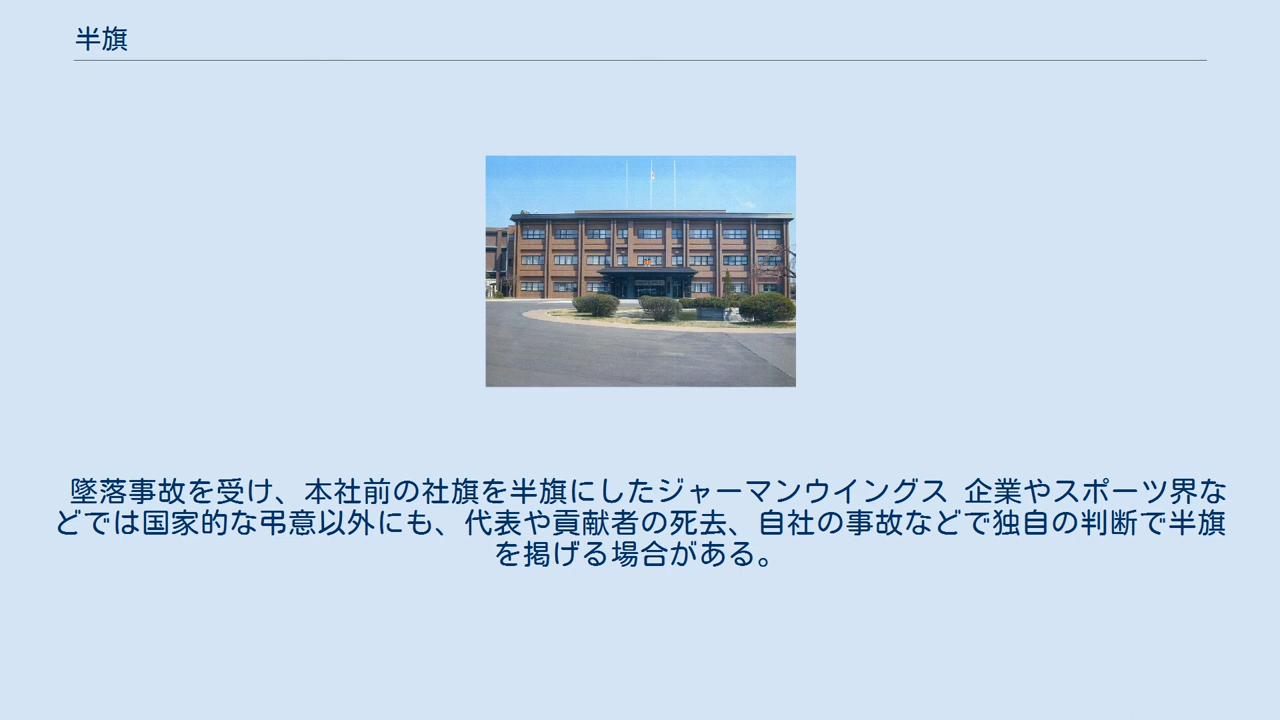 半旗
墜落事故を受け、本社前の社旗を半旗にしたジャーマンウイングス 企業やスポーツ界な
どでは国家的な弔意以外にも、代表や貢献者の死去、自社の事故などで独自の判断で半旗
を掲げる場合がある。